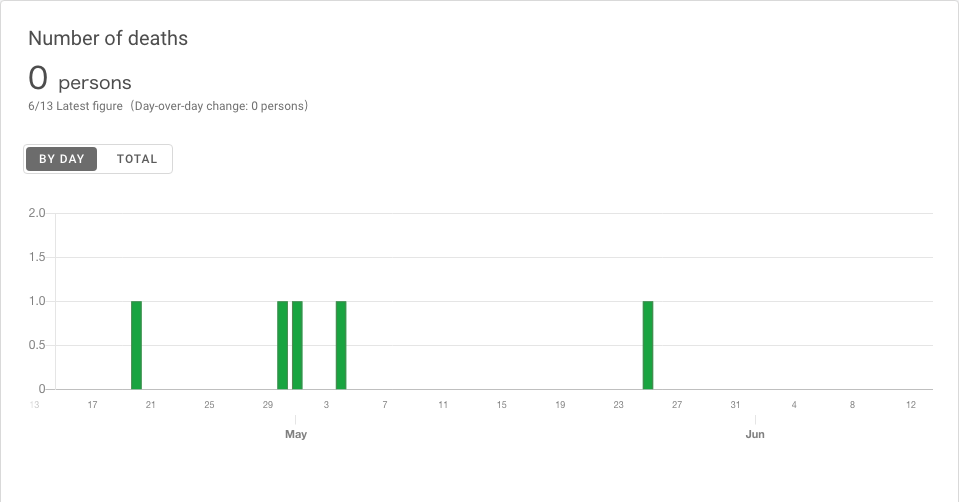 Number of deaths
0 persons
6/13 Latest figure（Day-over-day change: 0 persons）
BY DAY TOTAL
2.0
1.5
1.0
0.5
0
13 17 21 25 29 3 7 11 15 19 23 27 31 4 8 12
May Jun